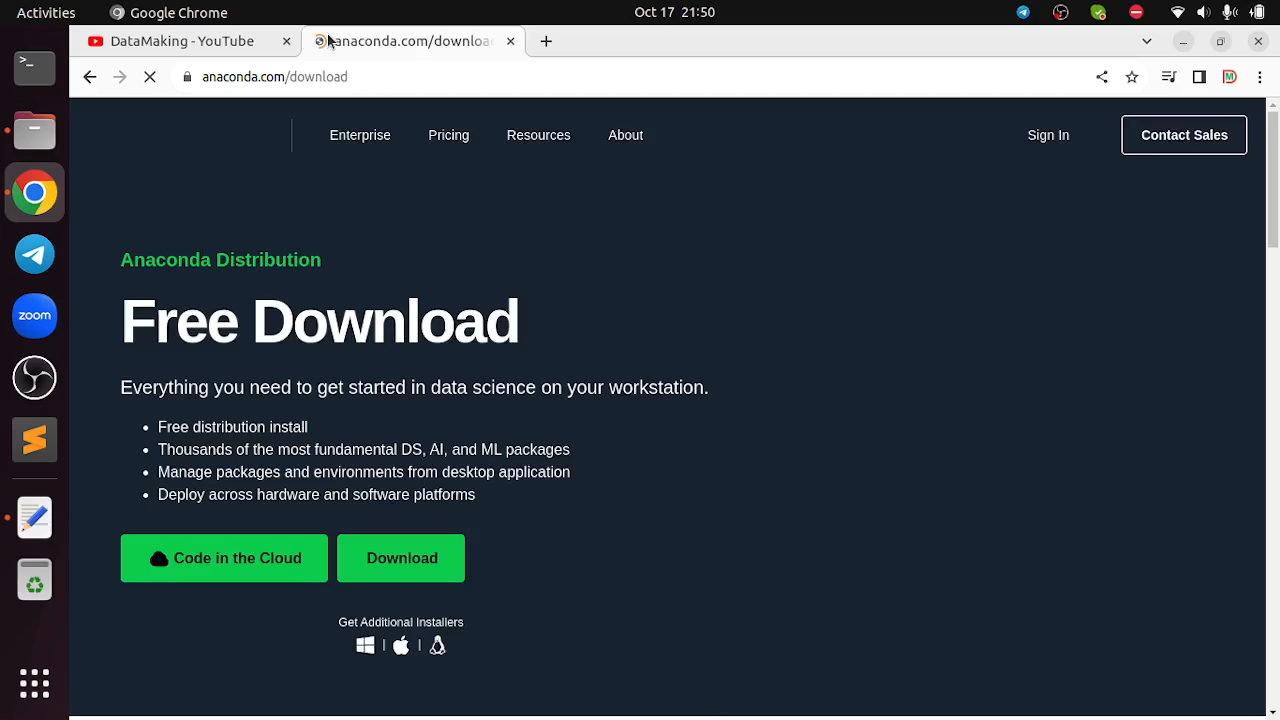 Activities
Google Chrome
Oct 17 21:50
DataMaking - YouTube
anaconda.com/downloa
anaconda.com/download
Enterprise
Pricing
Resources
About
Sign In
Contact Sales
Anaconda Distribution
Free Download
Everything you need to get started in data science on your workstation.
• Free distribution install
• Thousands of the most fundamental DS, AI, and ML packages
• Manage packages and environments from desktop application
• Deploy across hardware and software platforms
Code in the Cloud
Download
Get Additional Installers
zoom